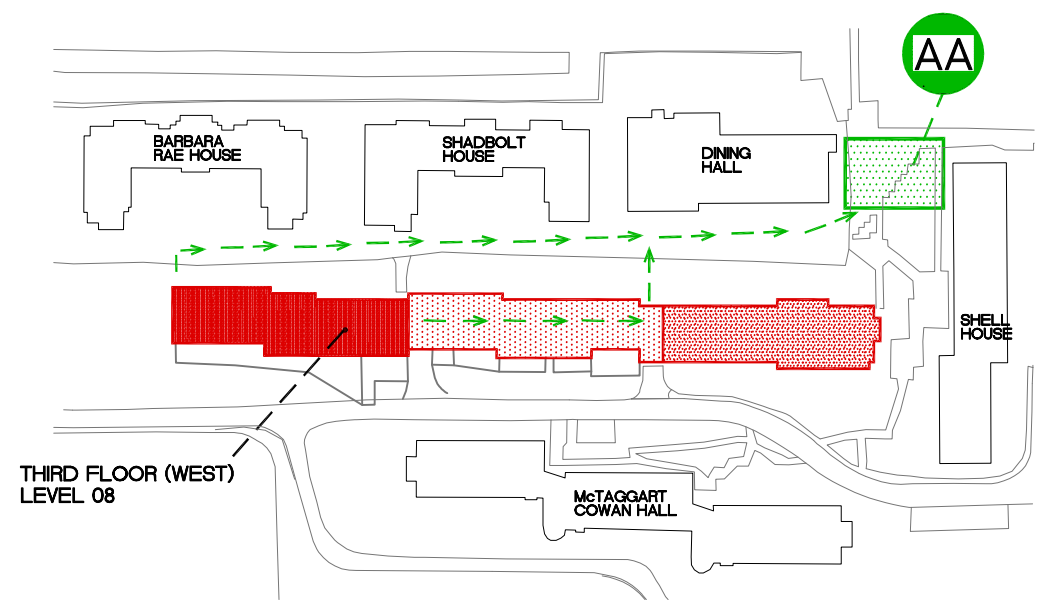 AA
BARBARA
RAE HOUSE
SHADBOLT
HOUSE
DINING
HALL
SHELL
HOUSE
THIRD FLOOR (WEST)
LEVEL 08
McTAGGART
COWAN HALL